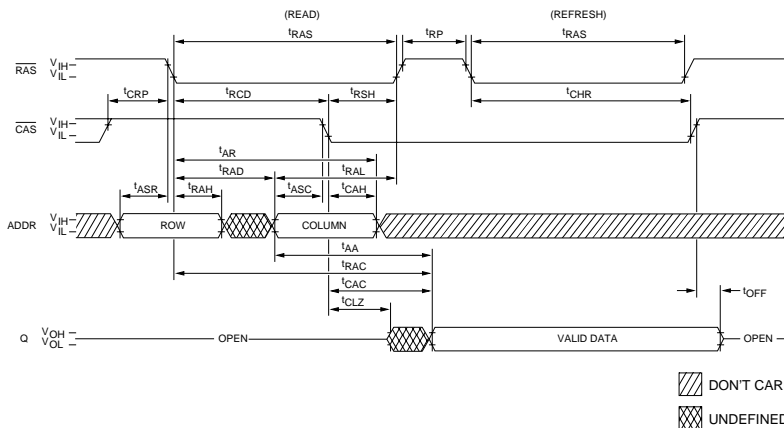 (READ) (REFRESH)
tRAS tRP tRAS
RAS VIH VIL
tCRP tRCD tRSH tCHR
CAS VIH VIL
tAR
tRAD tRAL
tASR tRAH tASC tCAH
ADDR VIH VIL ROW COLUMN
tAA
tRAC
tCAC
tCLZ tOFF
Q VOH VOL OPEN VALID DATA OPEN
DON'T CAR
UNDEFINED